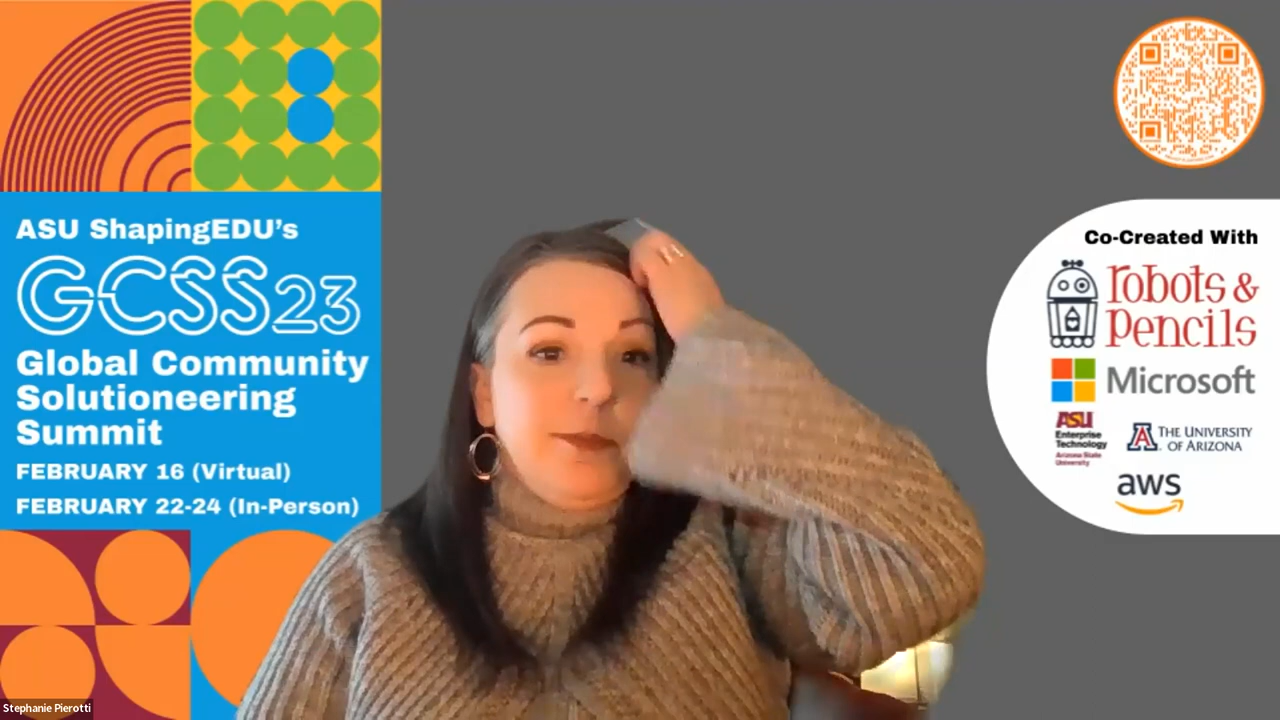 ASU ShapingEDU's
GCSS23
Global Community
Solutioneering
Summit
FEBRUARY 16 (Virtual)
FEBRUARY 22-24 (In-Person)
Co-Created With
robots &
pencils
Microsoft
ASU
Enterprise
Technology
Arizona State
University
A THE UNIVERSITY
OF ARIZONA
aws
Stephanie Pierotti